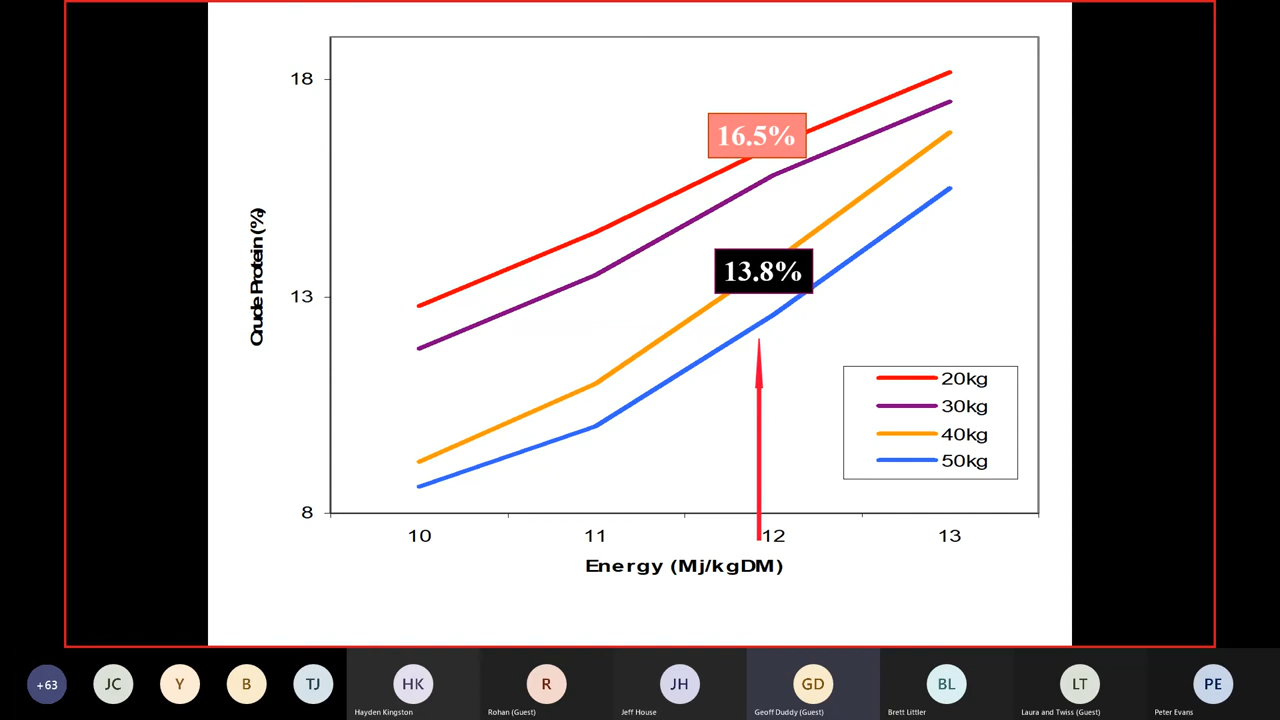 18
16.5%
Crude Protein (%)
13.8%
13
20kg
30kg
40kg
50kg
8
10 11 12 13
Energy (Mj/kgDM)
+63 JC Y B TJ HK R JH GD BL LT PE
Hayden Kingston Rohan (Guest) Jeff House Geoff Duddy (Guest) Brett Littler Laura and Twiss (Guest) Peter Evans